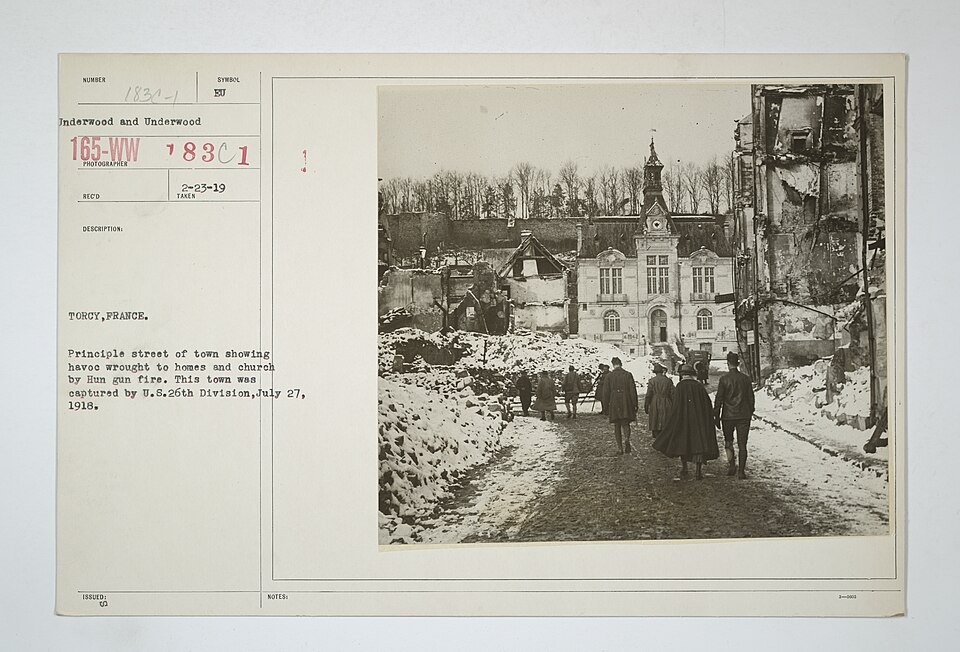 NUMBER
183C-1
SYMBOL
EU
Underwood and Underwood
165-WW 183C1
PHOTOGRAPHER
REC'D
2-23-19
TAKEN
DESCRIPTION:
TORCY,FRANCE.
Principle street of town showing
havoc wrought to homes and church
by Hun gun fire. This town was
captured by U.S.26th Division,July 27,
1918.
ISSUED:
NOTES: